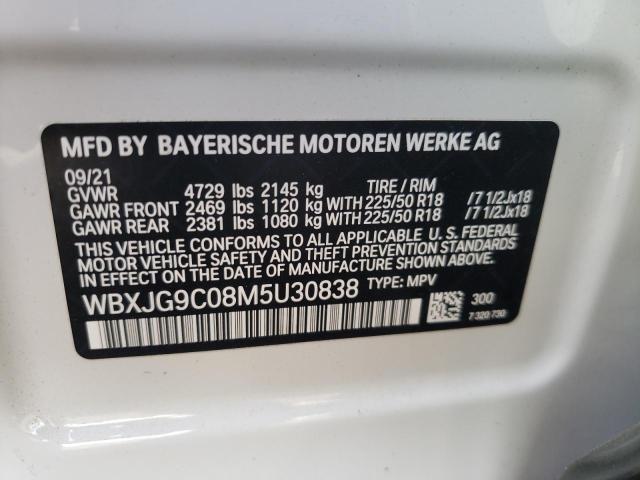 MFD BY BAYERISCHE MOTOREN WERKE AG
09/21
GVWR 4729 lbs 2145 kg TIRE / RIM
GAWR FRONT 2469 lbs 1120 kg WITH 225/50 R18 /7 1/2Jx18
GAWR REAR 2381 lbs 1080 kg WITH 225/50 R18 /7 1/2Jx18
THIS VEHICLE CONFORMS TO ALL APPLICABLE U.S. FEDERAL
MOTOR VEHICLE SAFETY AND THEFT PREVENTION STANDARDS
IN EFFECT ON THE DATE OF MANUFACTURE SHOWN ABOVE.
WBXJG9C08M5U30838 TYPE: MPV
300
7 320 730